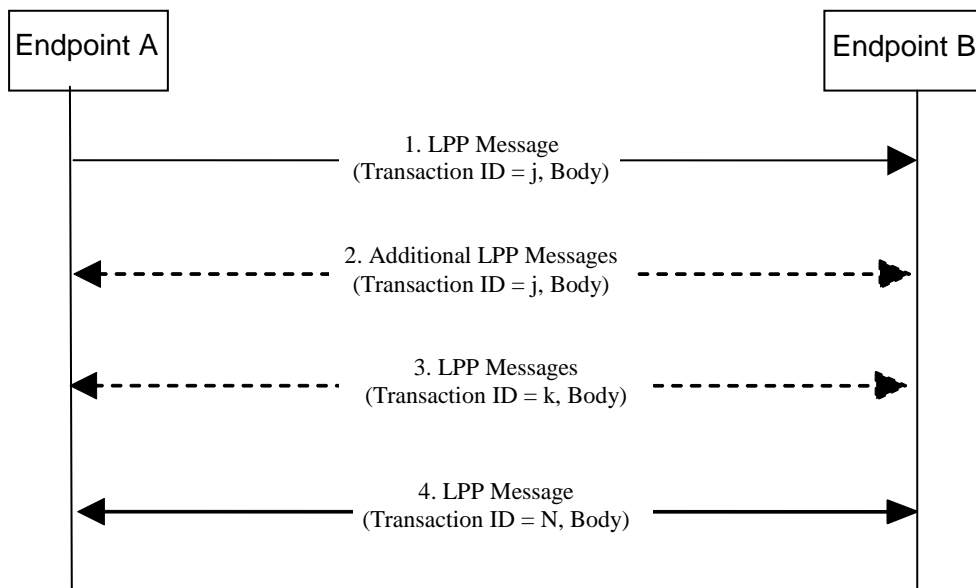 Endpoint A
Endpoint B
1. LPP Message
(Transaction ID = j, Body)
2. Additional LPP Messages
(Transaction ID = j, Body)
3. LPP Messages
(Transaction ID = k, Body)
4. LPP Message
(Transaction ID = N, Body)